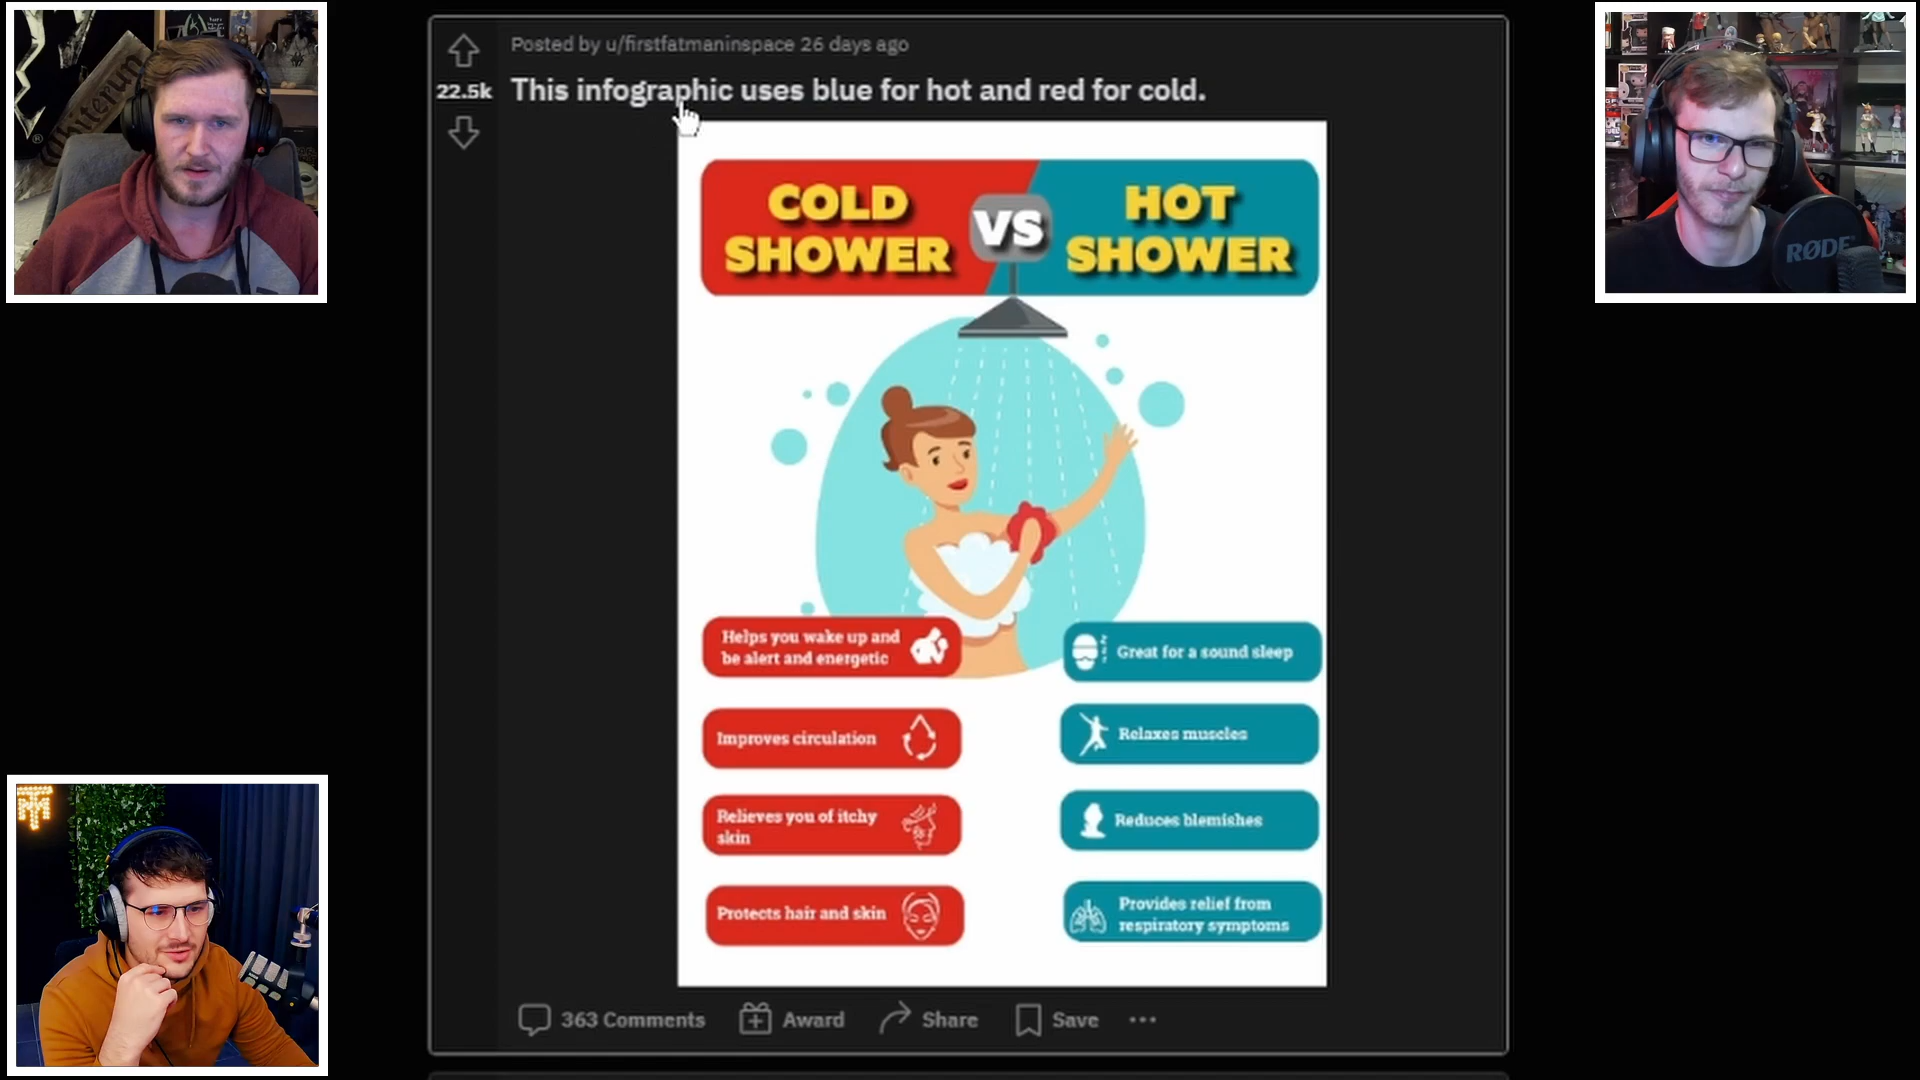 Posted by u/firstfatmaninspace 26 days ago
22.5k
This infographic uses blue for hot and red for cold.
COLD
SHOWER
VS
HOT
SHOWER
Helps you wake up and
be alert and energetic
Great for a sound sleep
Improves circulation
Relaxes muscles
Relieves you of itchy
skin
Reduces blemishes
Protects hair and skin
Provides relief from
respiratory symptoms
363 Comments
Award
Share
Save
RØDE
Whiterun